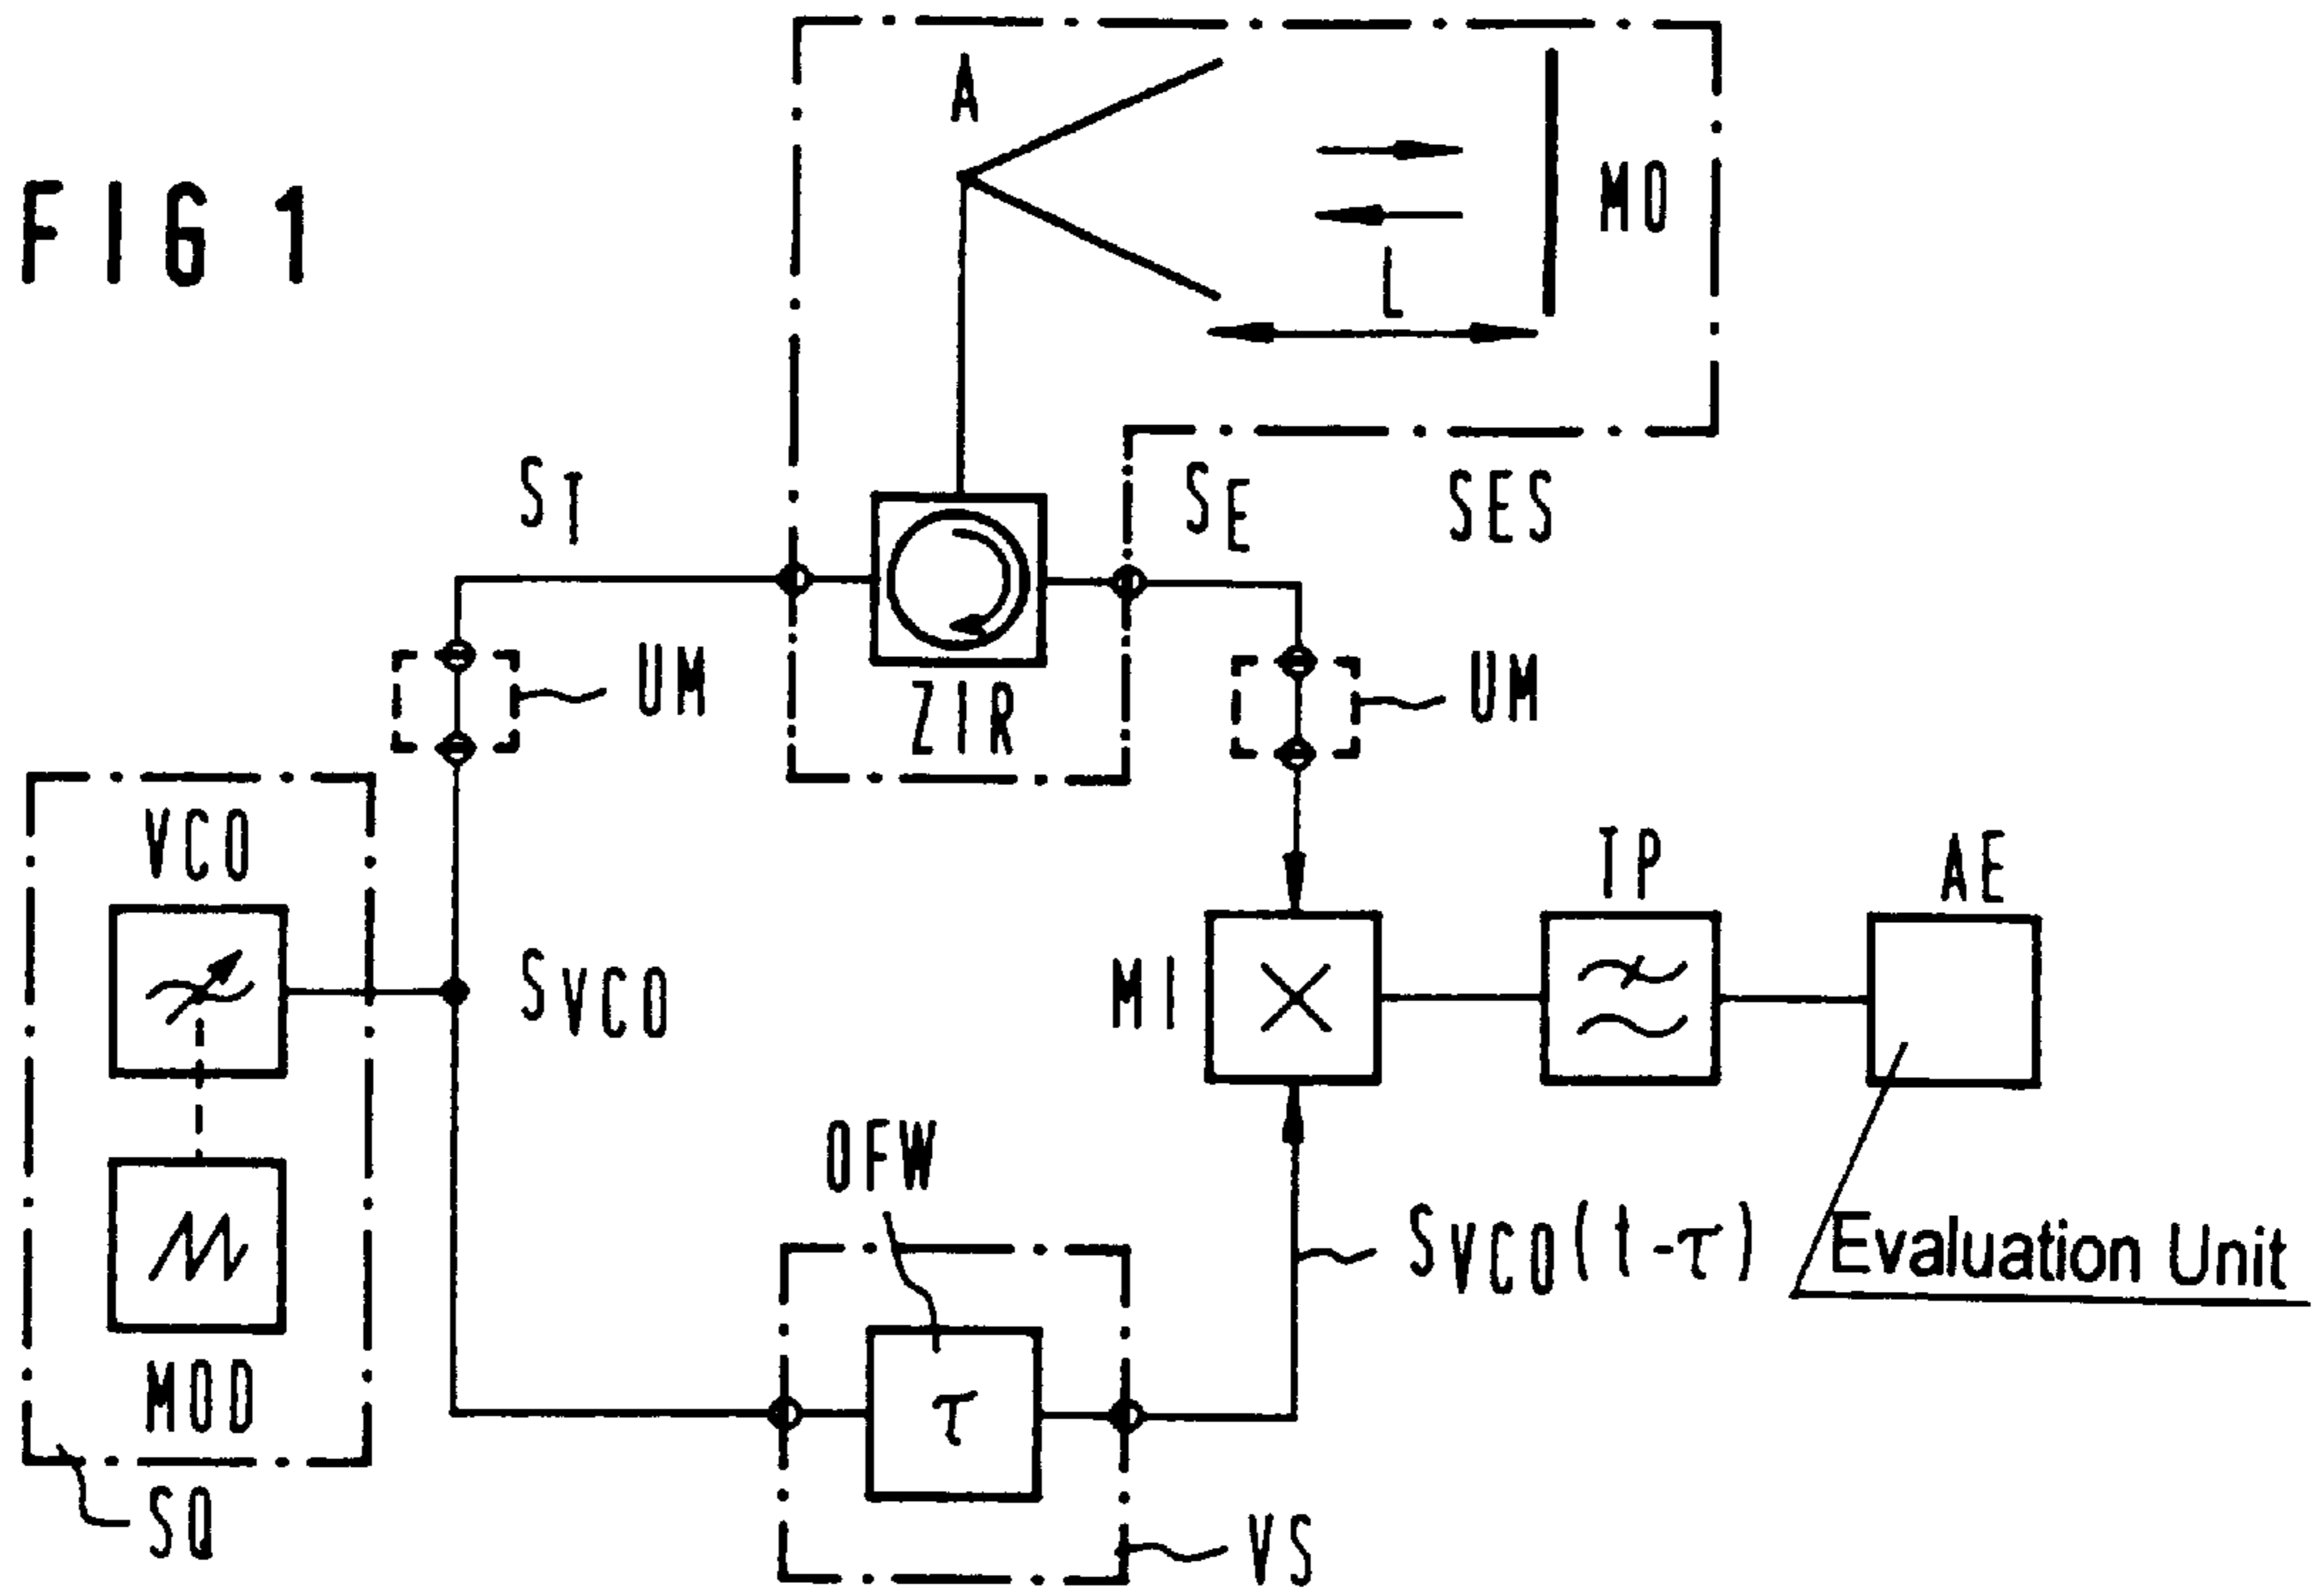 FIG 1
A
MO
L
ST
SE
SES
UM
UM
ZIR
VCO
TP
AE
SVCO
MI
OFW
SVCO(t-τ)
Evaluation Unit
MOD
τ
SQ
VS